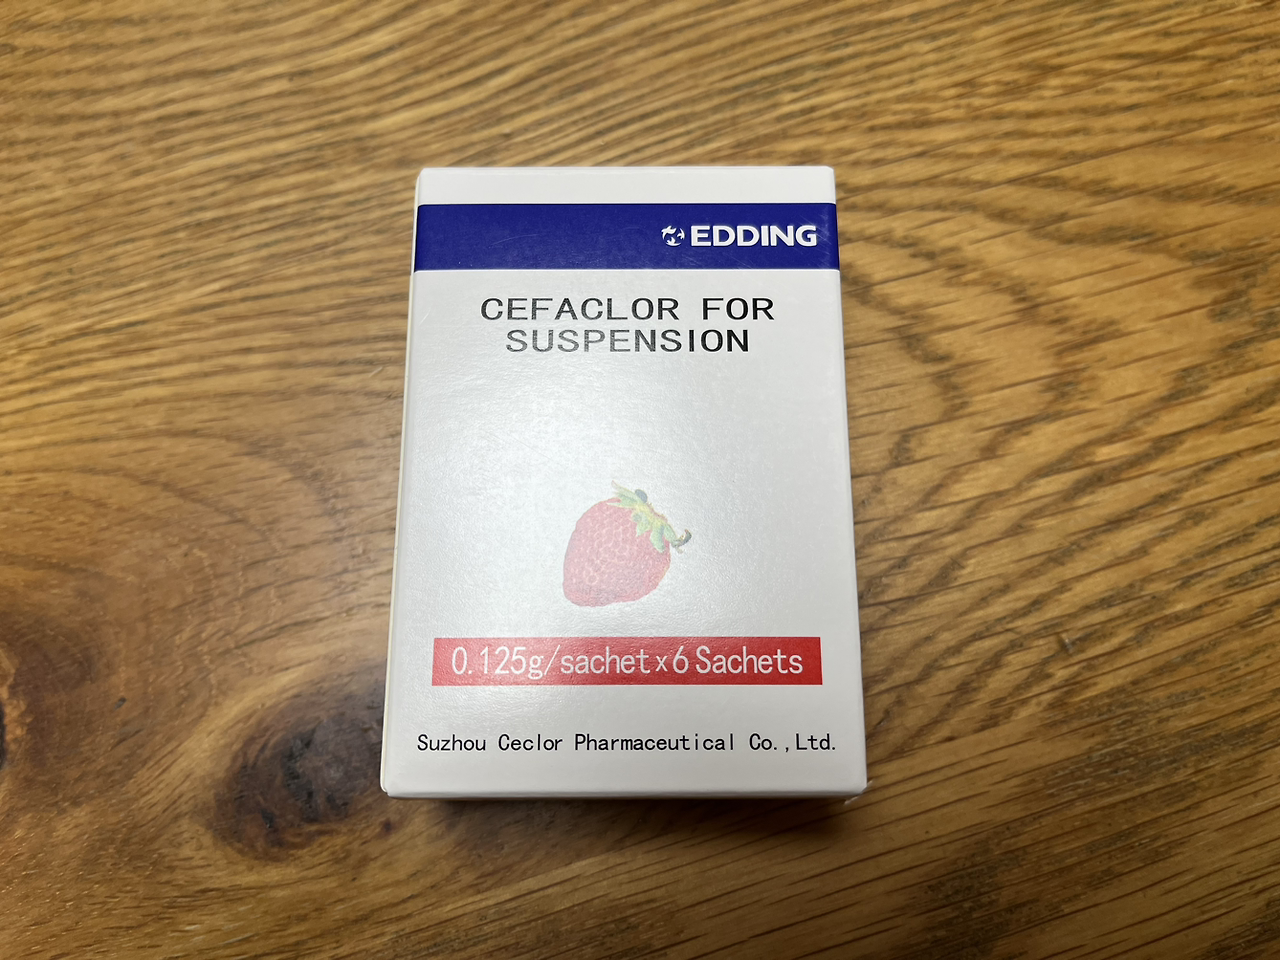 EDDING
CEFACLOR FOR
SUSPENSION
0.125g/sachet×6 Sachets
Suzhou Ceclor Pharmaceutical Co.,Ltd.